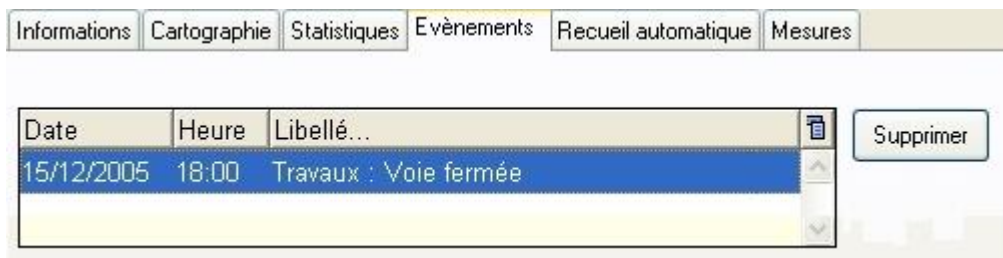 Informations Cartographie Statistiques Evènements Recueil automatique Mesures
Date Heure Libellé... Supprimer
15/12/2005 18:00 Travaux : Voie fermée